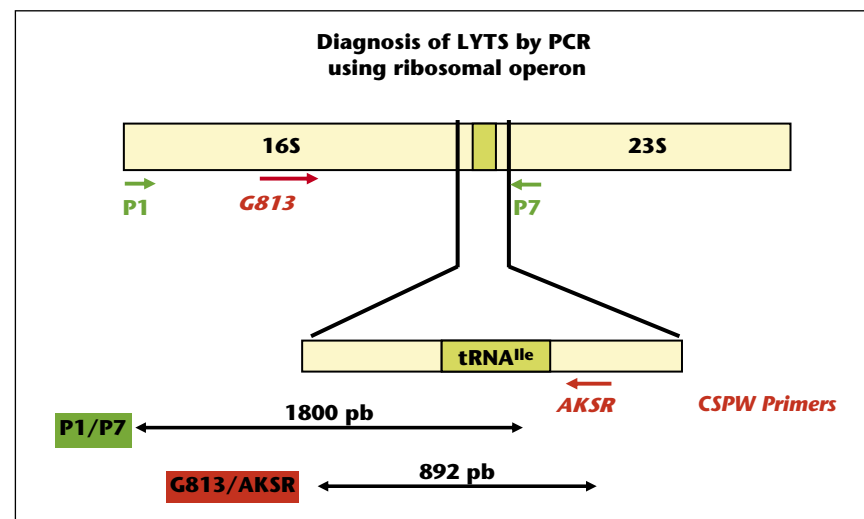 Diagnosis of LYTS by PCR
using ribosomal operon
16S
23S
P1
G813
P7
tRNAIle
AKSR
CSPW Primers
P1/P7
1800 pb
G813/AKSR
892 pb